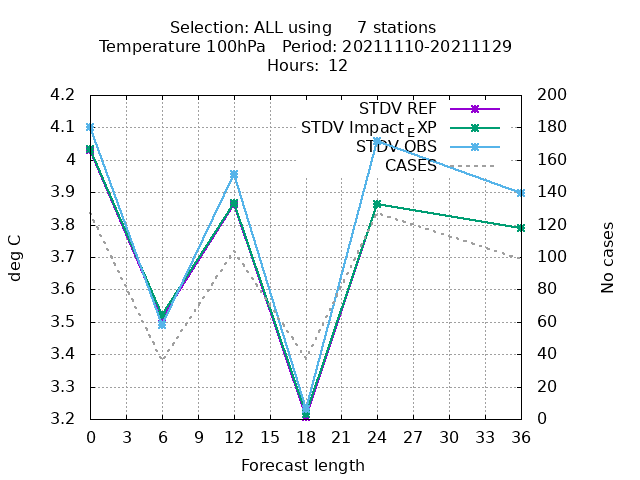 Selection: ALL using     7 stations
Temperature 100hPa   Period: 20211110-20211129
Hours:  12
STDV REF
STDV Impact EXP
STDV OBS
CASES
4.2
4.1
4
3.9
3.8
3.7
3.6
3.5
3.4
3.3
3.2
deg C
200
180
160
140
120
100
80
60
40
20
0
No cases
0 3 6 9 12 15 18 21 24 27 30 33 36
Forecast length